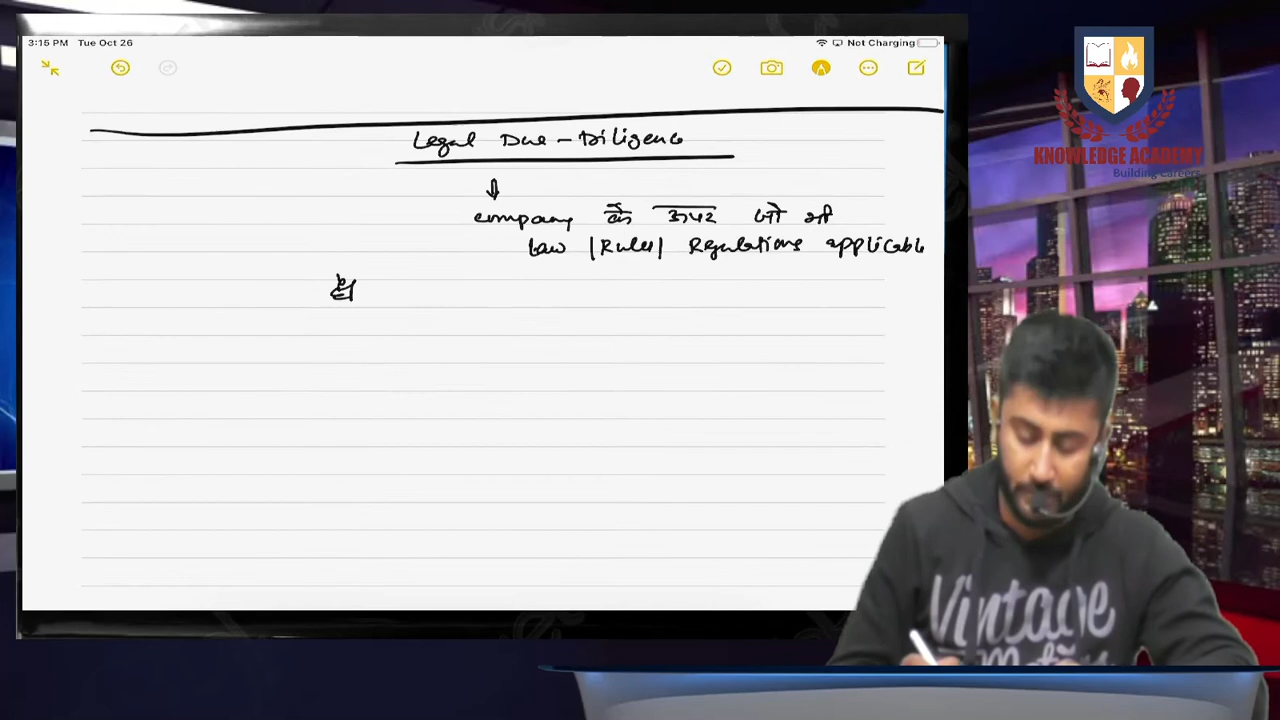 3:15 PM Tue Oct 26
Not Charging
Legal Due - Diligence
company के ऊपर जो भी
Law |Rules| Regulations applicable
है
KNOWLEDGE ACADEMY
Building Careers
Vintage
Motors